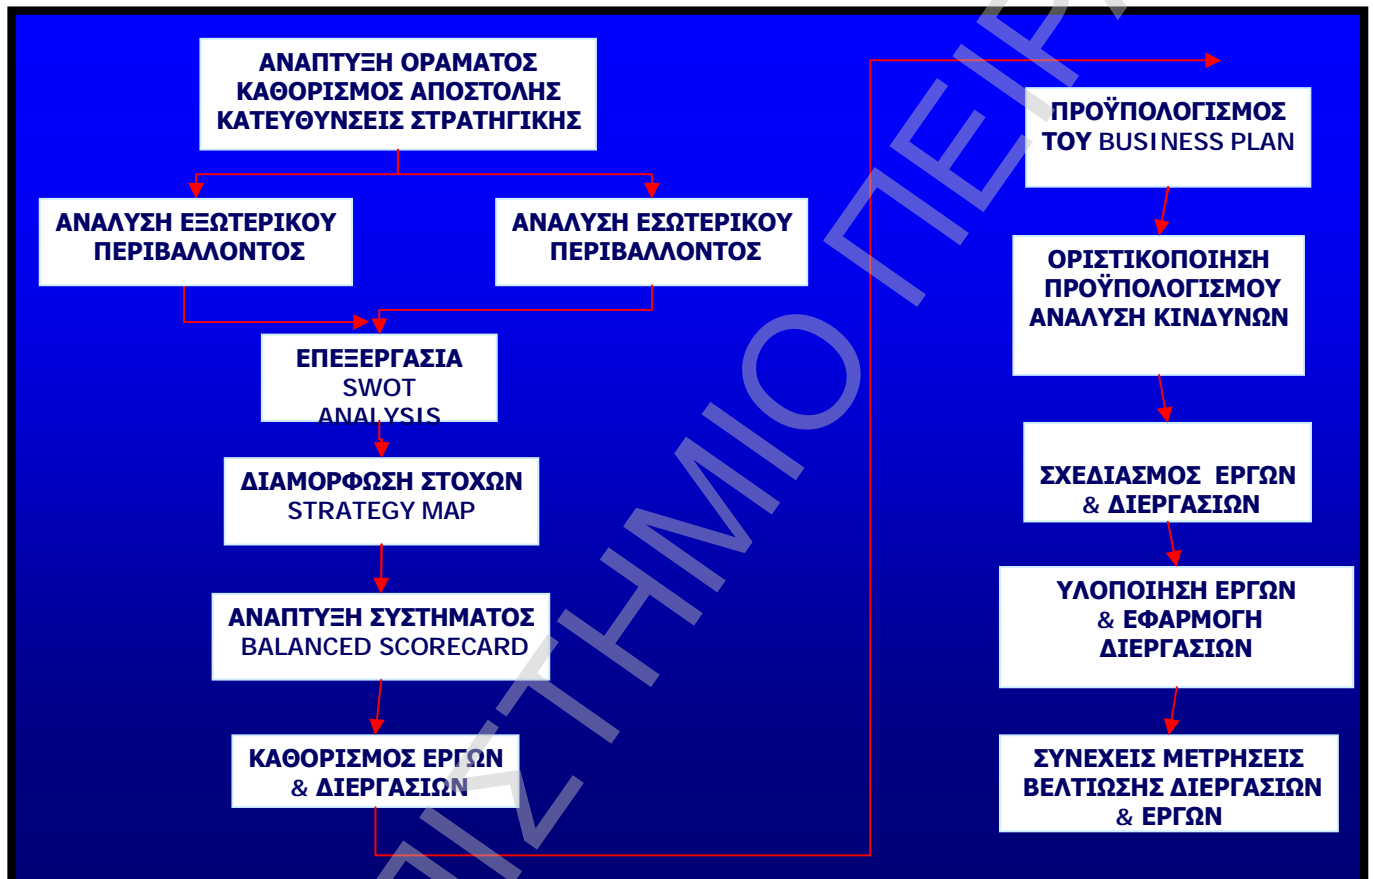 ΑΝΑΠΤΥΞΗ ΟΡΑΜΑΤΟΣ
ΚΑΘΟΡΙΣΜΟΣ ΑΠΟΣΤΟΛΗΣ
ΚΑΤΕΥΘΥΝΣΕΙΣ ΣΤΡΑΤΗΓΙΚΗΣ
ΑΝΑΛΥΣΗ ΕΞΩΤΕΡΙΚΟΥ
ΠΕΡΙΒΑΛΛΟΝΤΟΣ
ΑΝΑΛΥΣΗ ΕΣΩΤΕΡΙΚΟΥ
ΠΕΡΙΒΑΛΛΟΝΤΟΣ
ΕΠΕΞΕΡΓΑΣΙΑ
SWOT
ANALYSIS
ΔΙΑΜΟΡΦΩΣΗ ΣΤΟΧΩΝ
STRATEGY MAP
ΑΝΑΠΤΥΞΗ ΣΥΣΤΗΜΑΤΟΣ
BALANCED SCORECARD
ΚΑΘΟΡΙΣΜΟΣ ΕΡΓΩΝ
& ΔΙΕΡΓΑΣΙΩΝ
ΠΡΟΫΠΟΛΟΓΙΣΜΟΣ
ΤΟΥ BUSINESS PLAN
ΟΡΙΣΤΙΚΟΠΟΙΗΣΗ
ΠΡΟΫΠΟΛΟΓΙΣΜΟΥ
ΑΝΑΛΥΣΗ ΚΙΝΔΥΝΩΝ
ΣΧΕΔΙΑΣΜΟΣ ΕΡΓΩΝ
& ΔΙΕΡΓΑΣΙΩΝ
ΥΛΟΠΟΙΗΣΗ ΕΡΓΩΝ
& ΕΦΑΡΜΟΓΗ
ΔΙΕΡΓΑΣΙΩΝ
ΣΥΝΕΧΕΙΣ ΜΕΤΡΗΣΕΙΣ
ΒΕΛΤΙΩΣΗΣ ΔΙΕΡΓΑΣΙΩΝ
& ΕΡΓΩΝ
ΠΙΣΤΗΜΙΟ ΠΕΙΡ